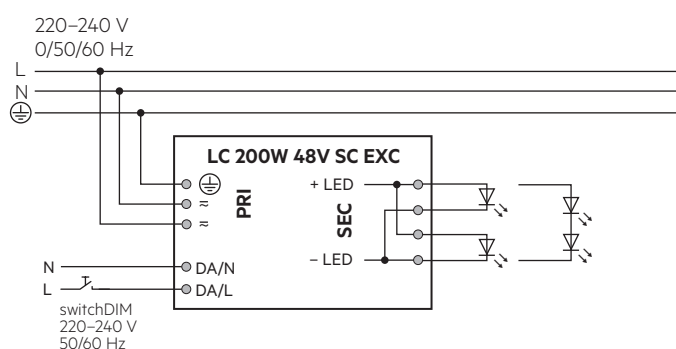 220–240 V
0/50/60 Hz
L
N
LC 200W 48V SC EXC
PRI
≂
≂
+ LED
SEC
– LED
N
DA/N
L
DA/L
switchDIM
220–240 V
50/60 Hz